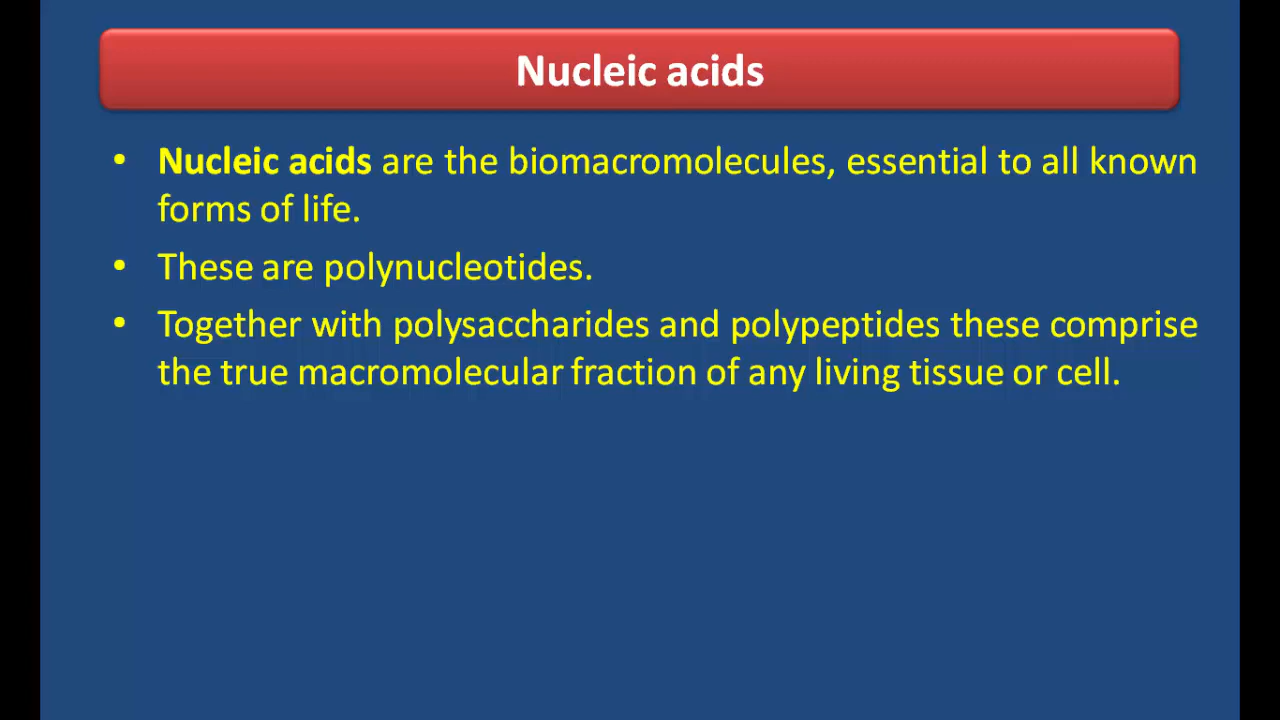 Nucleic acids
• Nucleic acids are the biomacromolecules, essential to all known
forms of life.
• These are polynucleotides.
• Together with polysaccharides and polypeptides these comprise
the true macromolecular fraction of any living tissue or cell.